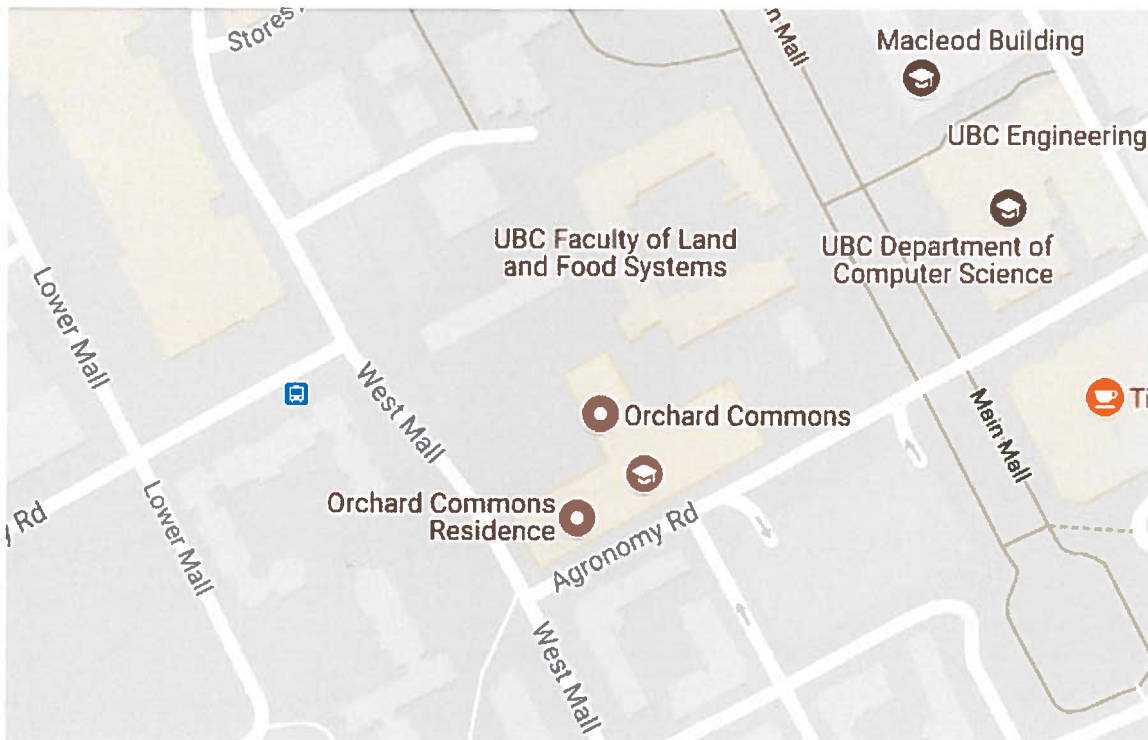 Stores
Mall
Macleod Building
UBC Engineering
UBC Faculty of Land
and Food Systems
UBC Department of
Computer Science
Lower Mall
West Mall
Orchard Commons
Main Mall
Orchard Commons
Residence
Lower Mall
Rd
Agronomy Rd
West Mall